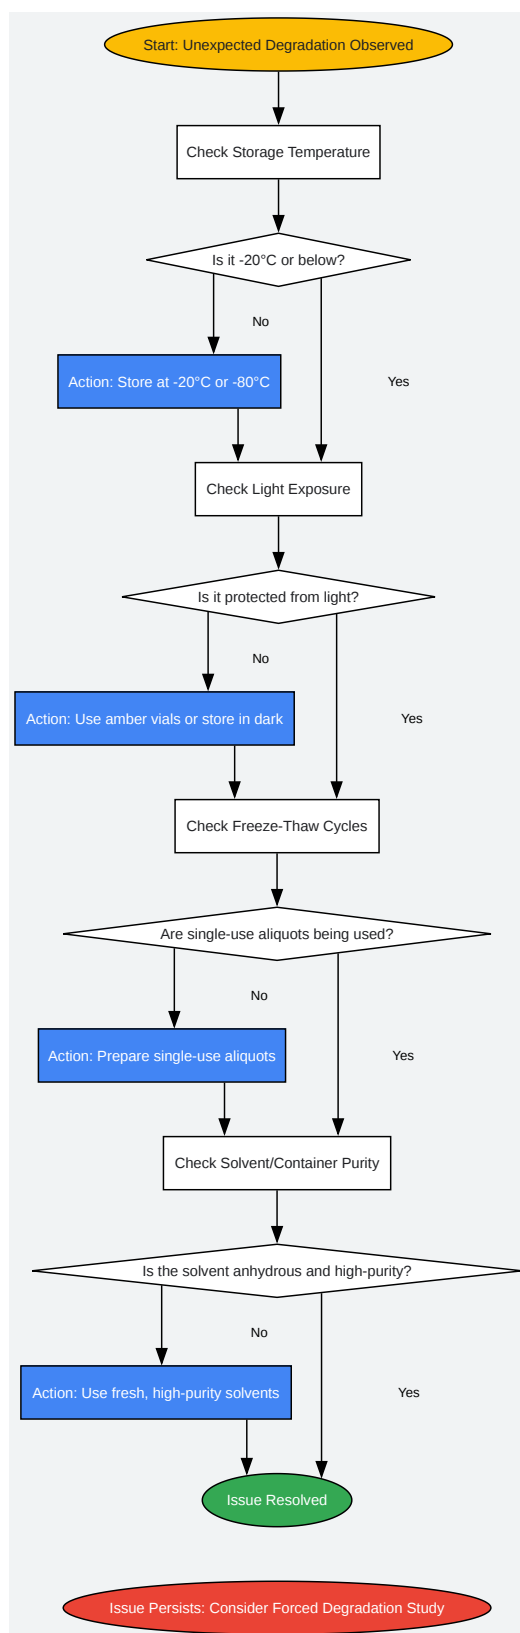 Start: Unexpected Degradation Observed
Check Storage Temperature
Is it -20°C or below?
No
Action: Store at -20°C or -80°C
Yes
Check Light Exposure
Is it protected from light?
No
Action: Use amber vials or store in dark
Yes
Check Freeze-Thaw Cycles
Are single-use aliquots being used?
No
Action: Prepare single-use aliquots
Yes
Check Solvent/Container Purity
Is the solvent anhydrous and high-purity?
No
Action: Use fresh, high-purity solvents
Yes
Issue Resolved
Issue Persists: Consider Forced Degradation Study